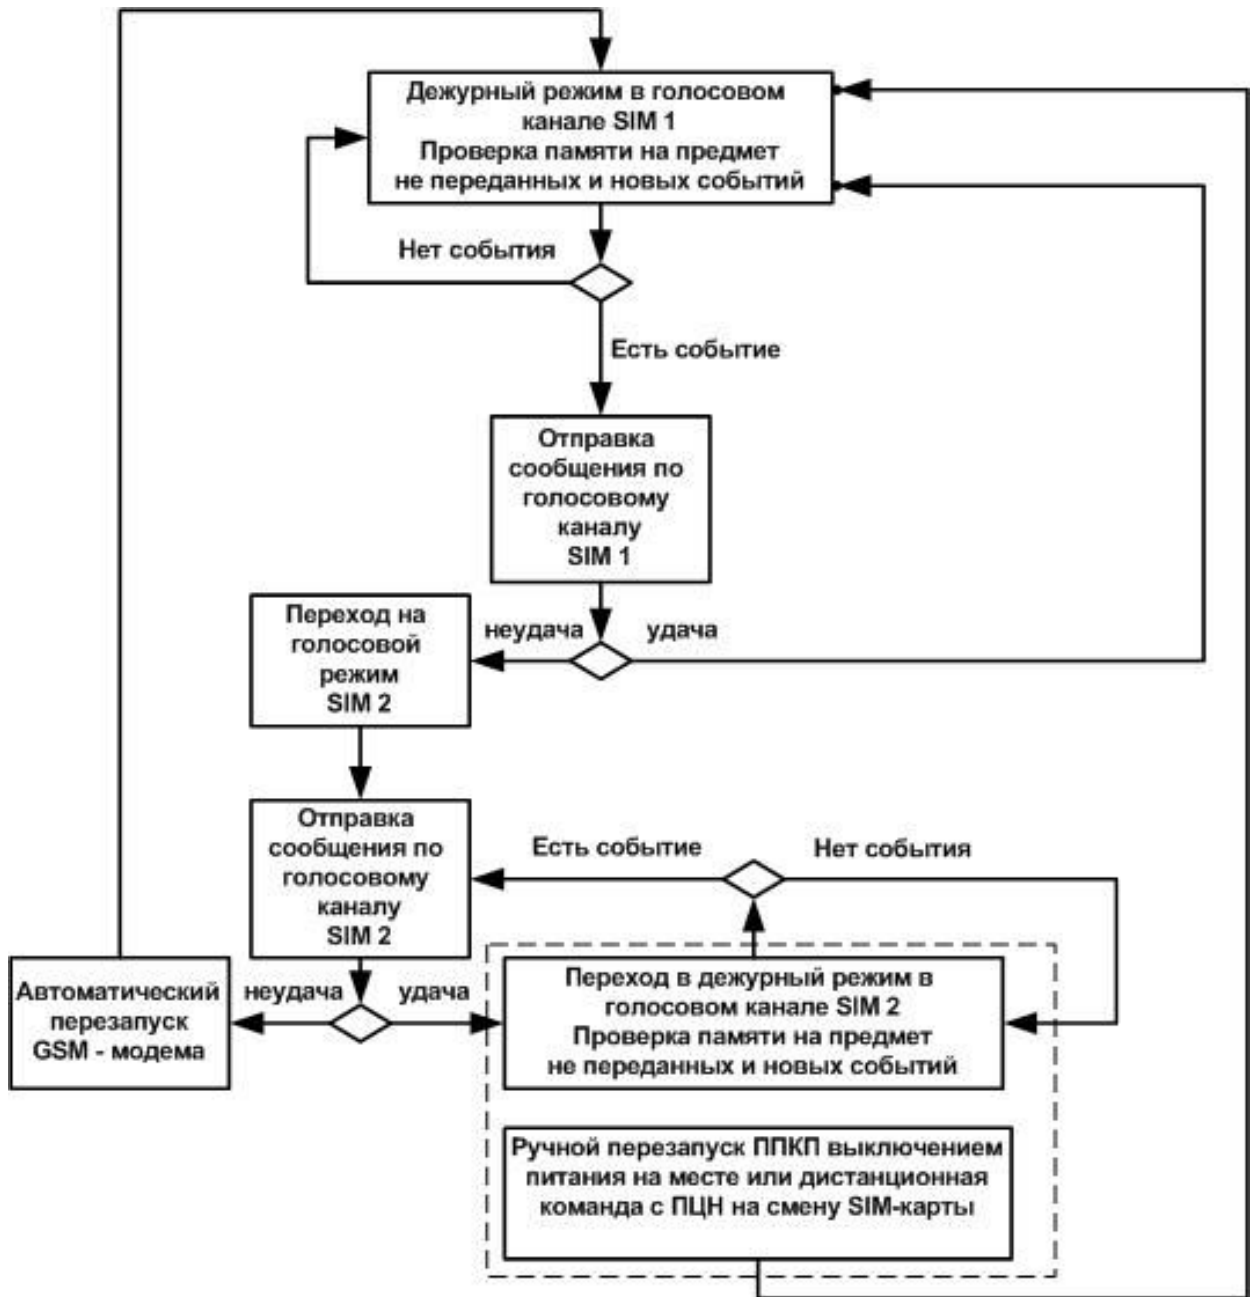 Дежурный режим в голосовом
канале SIM 1
Проверка памяти на предмет
не переданных и новых событий
Нет события
Есть событие
Отправка
сообщения по
голосовому
каналу
SIM 1
неудача
удача
Переход на
голосовой
режим
SIM 2
Отправка
сообщения по
голосовому
каналу
SIM 2
Есть событие
Нет события
Автоматический
перезапуск
GSM - модема
неудача
удача
Переход в дежурный режим в
голосовом канале SIM 2
Проверка памяти на предмет
не переданных и новых событий
Ручной перезапуск ППКП выключением
питания на месте или дистанционная
команда с ПЦН на смену SIM-карты